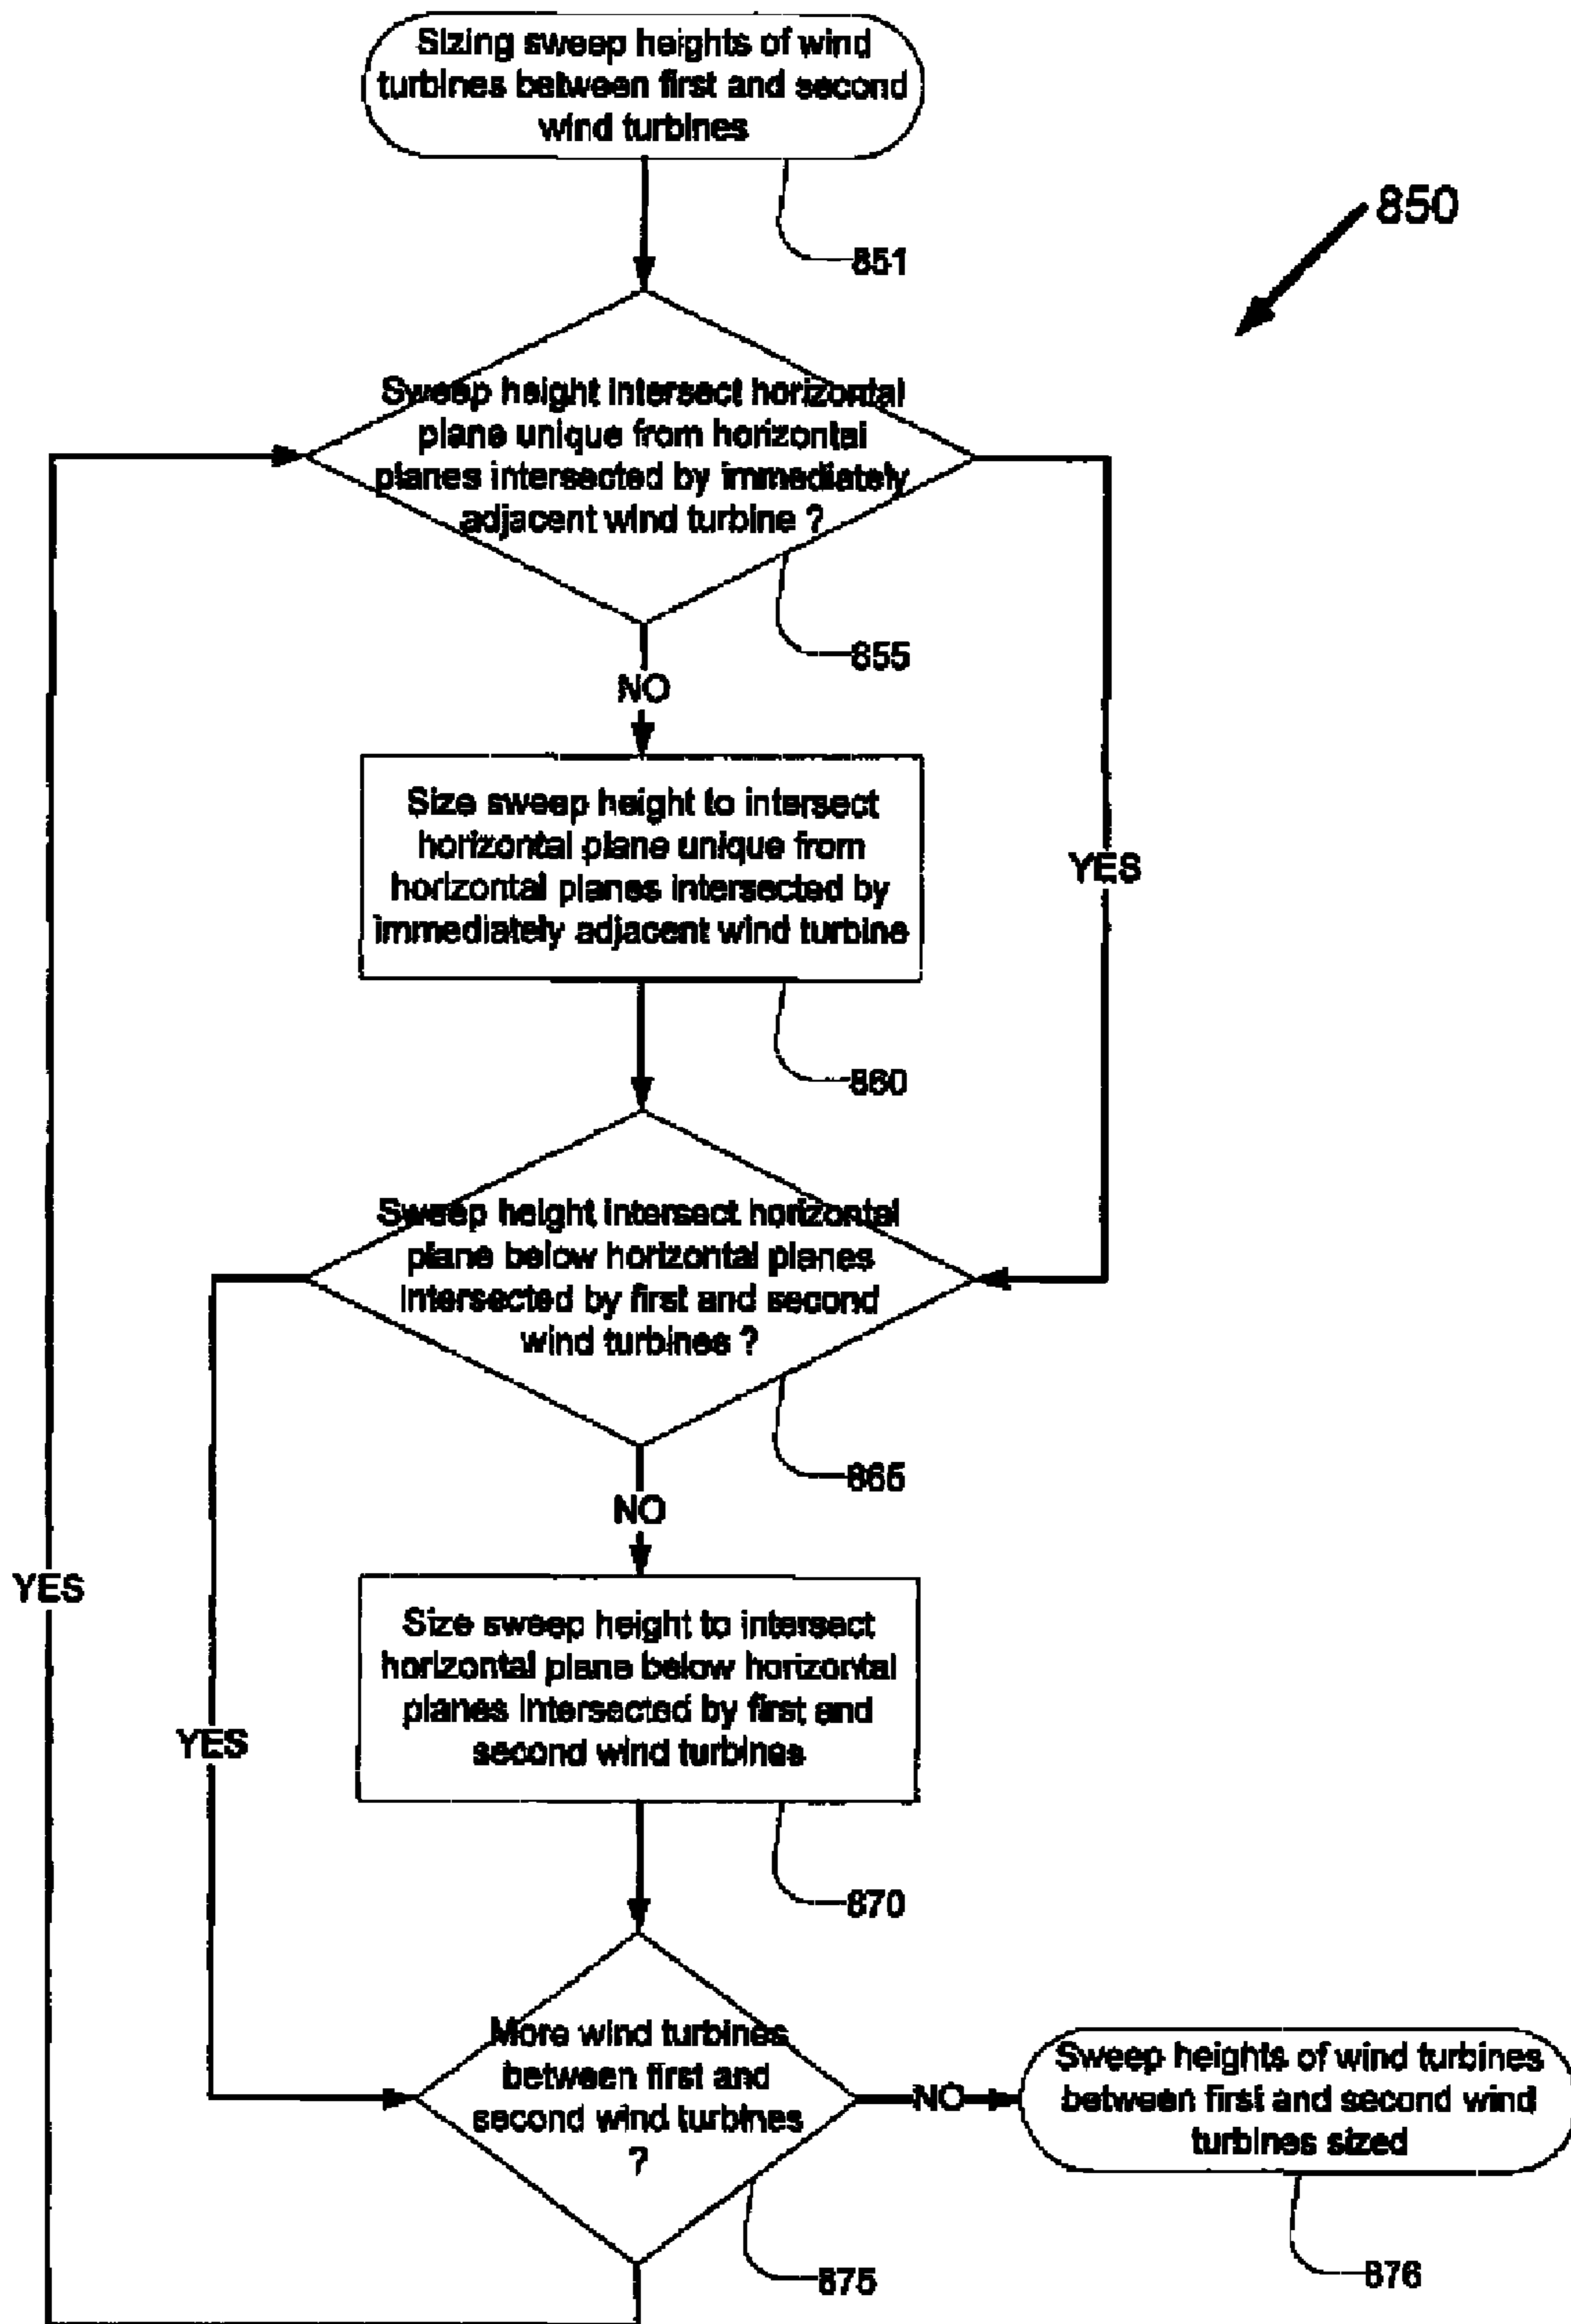 Sizing sweep heights of wind
turbines between first and second
wind turbines
850
851
Sweep height intersect horizontal
plane unique from horizontal
planes intersected by immediately
adjacent wind turbine ?
855
NO
Size sweep height to intersect
horizontal plane unique from
horizontal planes intersected by
immediately adjacent wind turbine
YES
860
Sweep height intersect horizontal
plane below horizontal planes
intersected by first and second
wind turbines ?
865
NO
YES
Size sweep height to intersect
horizontal plane below horizontal
planes intersected by first and
second wind turbines
YES
870
More wind turbines
between first and
second wind turbines
?
NO
Sweep heights of wind turbines
between first and second wind
turbines sized
875
876